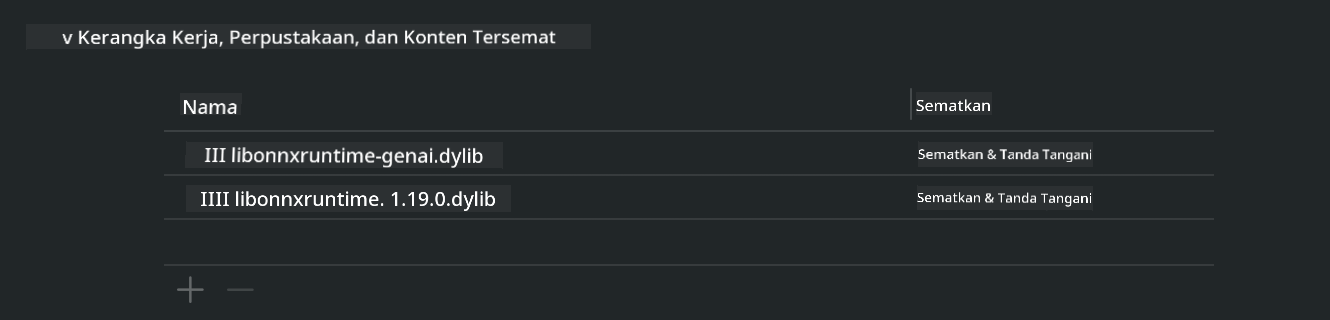 v Kerangka Kerja, Perpustakaan, dan Konten Tersemat
Nama Sematkan
III libonnxruntime-genai.dylib Sematkan & Tanda Tangani
IIII libonnxruntime. 1.19.0.dylib Sematkan & Tanda Tangani